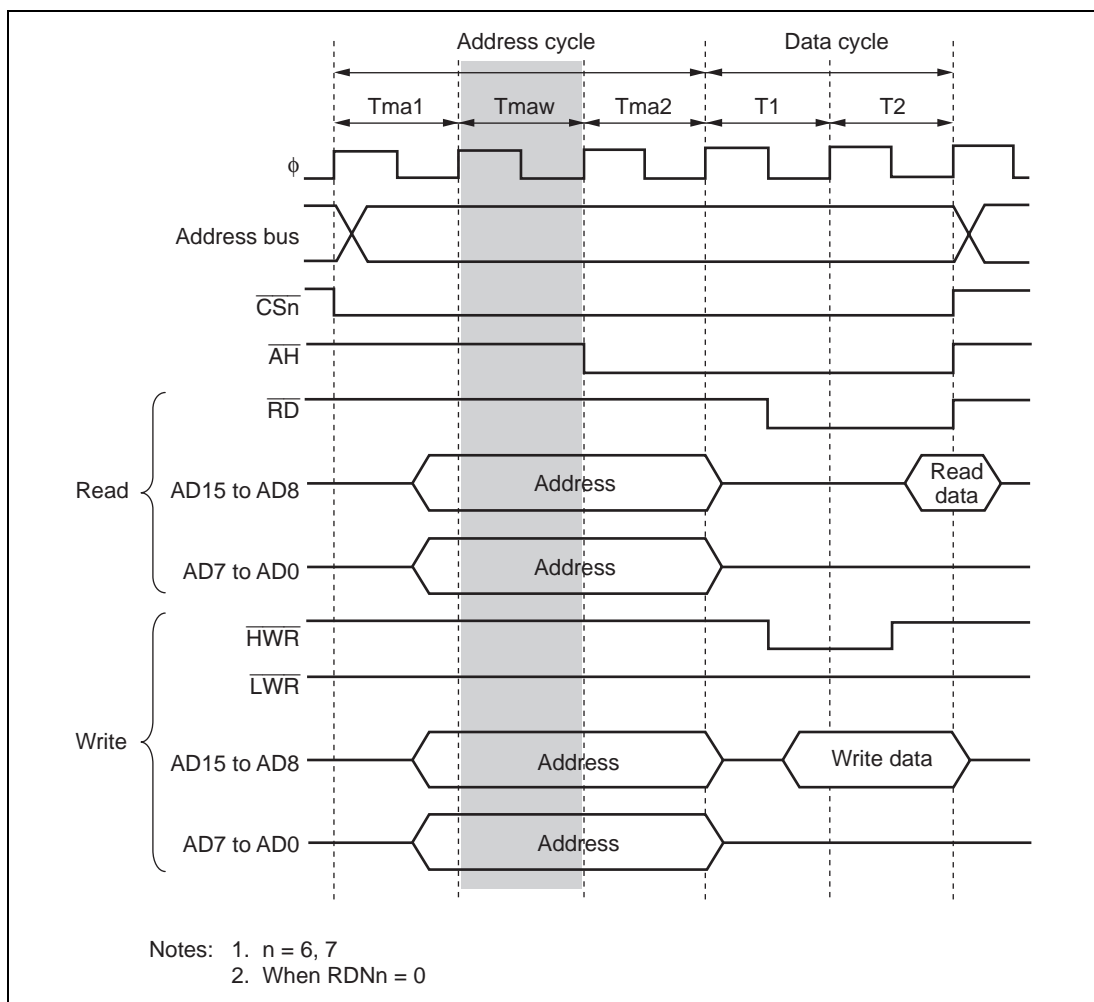 Address cycle Data cycle
Tma1 Tmaw Tma2 T1 T2
ϕ
Address bus
CSn
AH
RD
Read
AD15 to AD8 Address Read
data
AD7 to AD0 Address
HWR
LWR
Write
AD15 to AD8 Address Write data
AD7 to AD0 Address
Notes: 1. n = 6, 7
2. When RDNn = 0